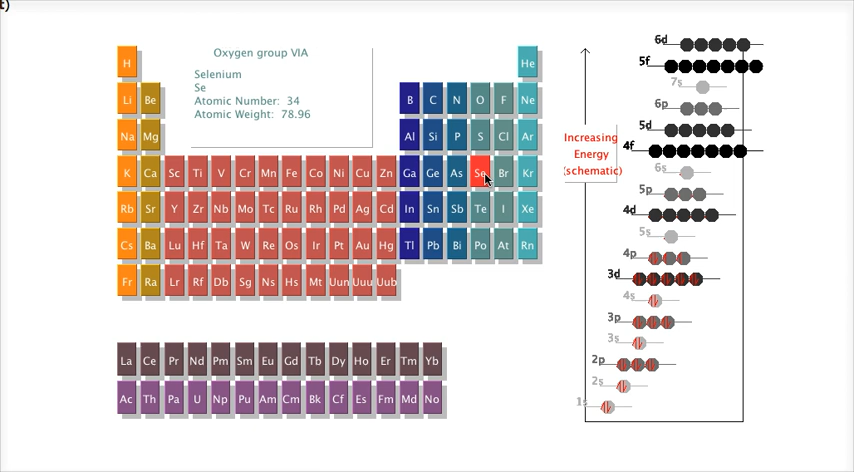 t)
Oxygen group VIA
Selenium
Se
Atomic Number: 34
Atomic Weight: 78.96
H He
Li Be B C N O F Ne
Na Mg Al Si P S Cl Ar
K Ca Sc Ti V Cr Mn Fe Co Ni Cu Zn Ga Ge As Se Br Kr
Rb Sr Y Zr Nb Mo Tc Ru Rh Pd Ag Cd In Sn Sb Te I Xe
Cs Ba Lu Hf Ta W Re Os Ir Pt Au Hg Tl Pb Bi Po At Rn
Fr Ra Lr Rf Db Sg Ns Hs Mt Uun Uuu Uub
La Ce Pr Nd Pm Sm Eu Gd Tb Dy Ho Er Tm Yb
Ac Th Pa U Np Pu Am Cm Bk Cf Es Fm Md No
Increasing
Energy
(schematic)
6d
5f
7s
6p
5d
4f
6s
5p
4d
5s
4p
3d
4s
3p
3s
2p
2s
1s